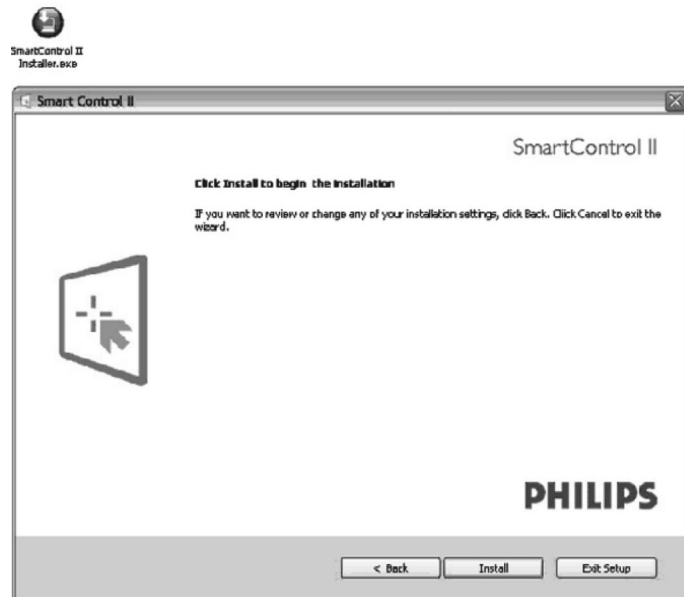 SmartControl II
Installer.exe
Smart Control II
SmartControl II
Click Install to begin the installation
If you want to review or change any of your installation settings, click Back. Click Cancel to exit the
wizard.
PHILIPS
< Back
Install
Exit Setup